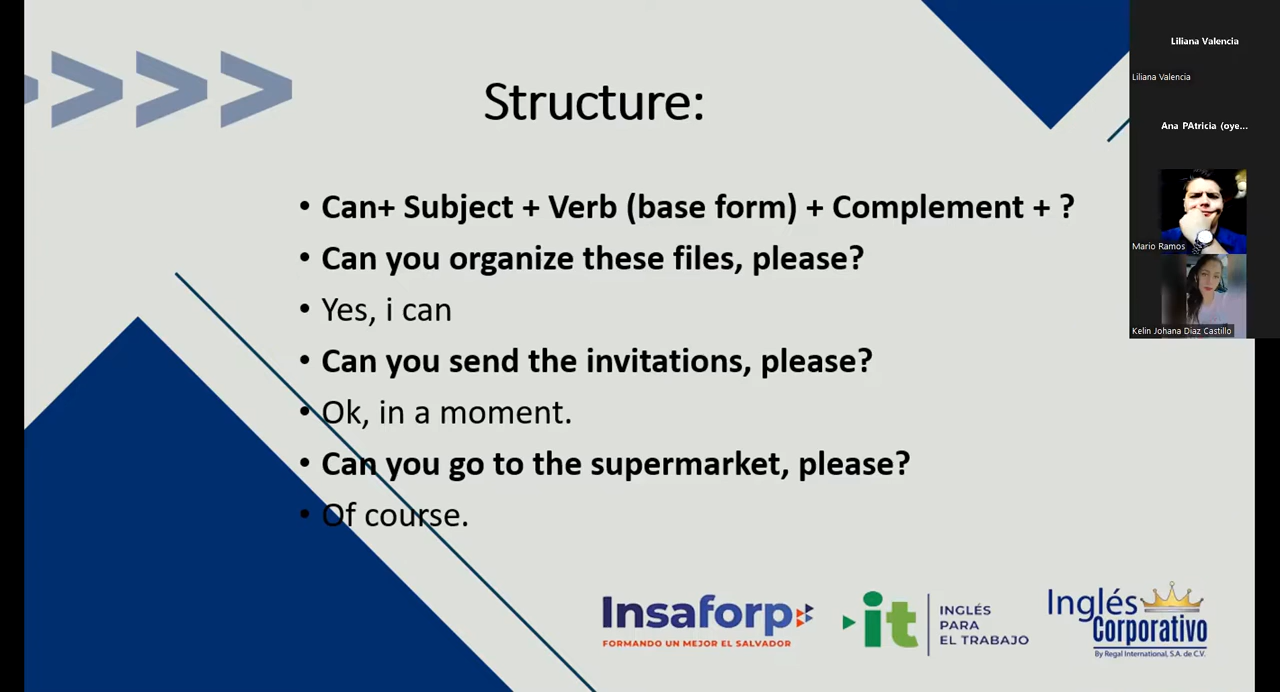 Structure:
• Can+ Subject + Verb (base form) + Complement + ?
• Can you organize these files, please?
• Yes, i can
• Can you send the invitations, please?
• Ok, in a moment.
• Can you go to the supermarket, please?
• Of course.
Insaforp
FORMANDO UN MEJOR EL SALVADOR
it
INGLÉS
PARA
EL TRABAJO
Inglés
Corporativo
By Regal International, S.A. de C.V.
Liliana Valencia
Liliana Valencia
Ana PAtricia (oye...
Mario Ramos
Kelin Johana Diaz Castillo